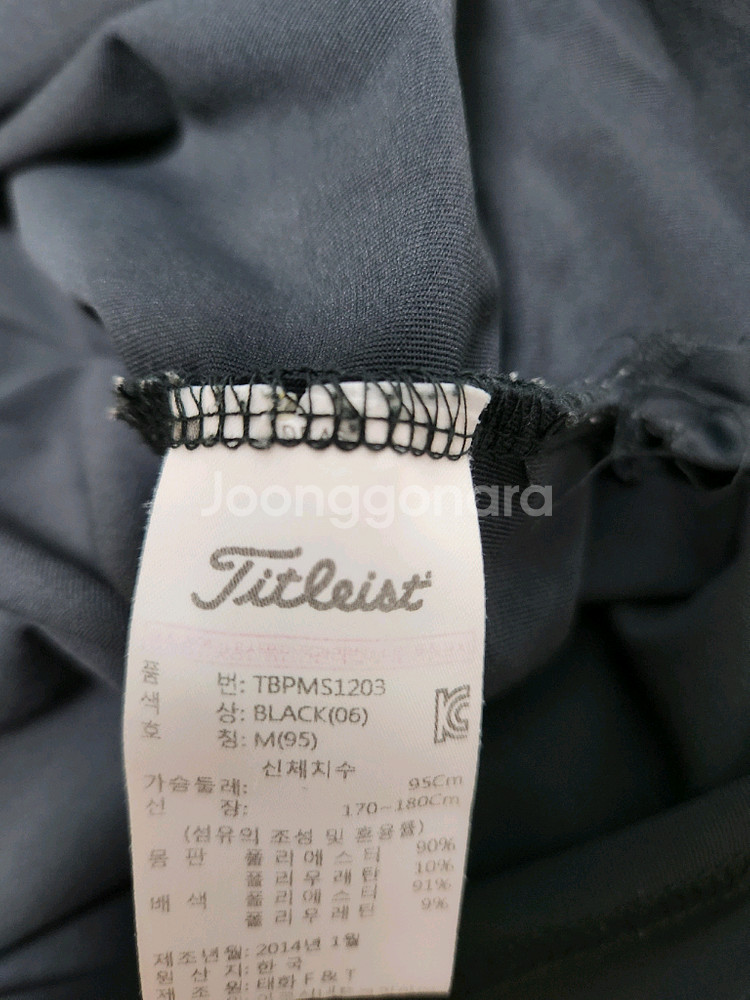 Joonggonara
Titleist
품 번: TBPMS1203
색 상: BLACK(06)
호 칭: M(95)
신체치수
가슴둘레: 95Cm
신 장: 170~180Cm
(섬유의 조성 및 혼용률)
몸 판 폴리에스터 90%
폴리우레탄 10%
배 색 폴리에스터 91%
폴리우레탄 9%
제조년월: 2014년 1월
원 산 지: 한 국
제 조 원: 태화 F & T